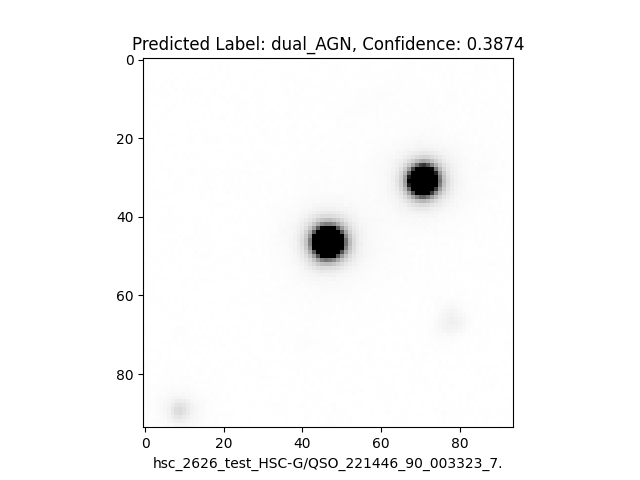 Predicted Label: dual_AGN, Confidence: 0.3874
0
20
40
60
80
0 20 40 60 80
hsc_2626_test_HSC-G/QSO_221446_90_003323_7.